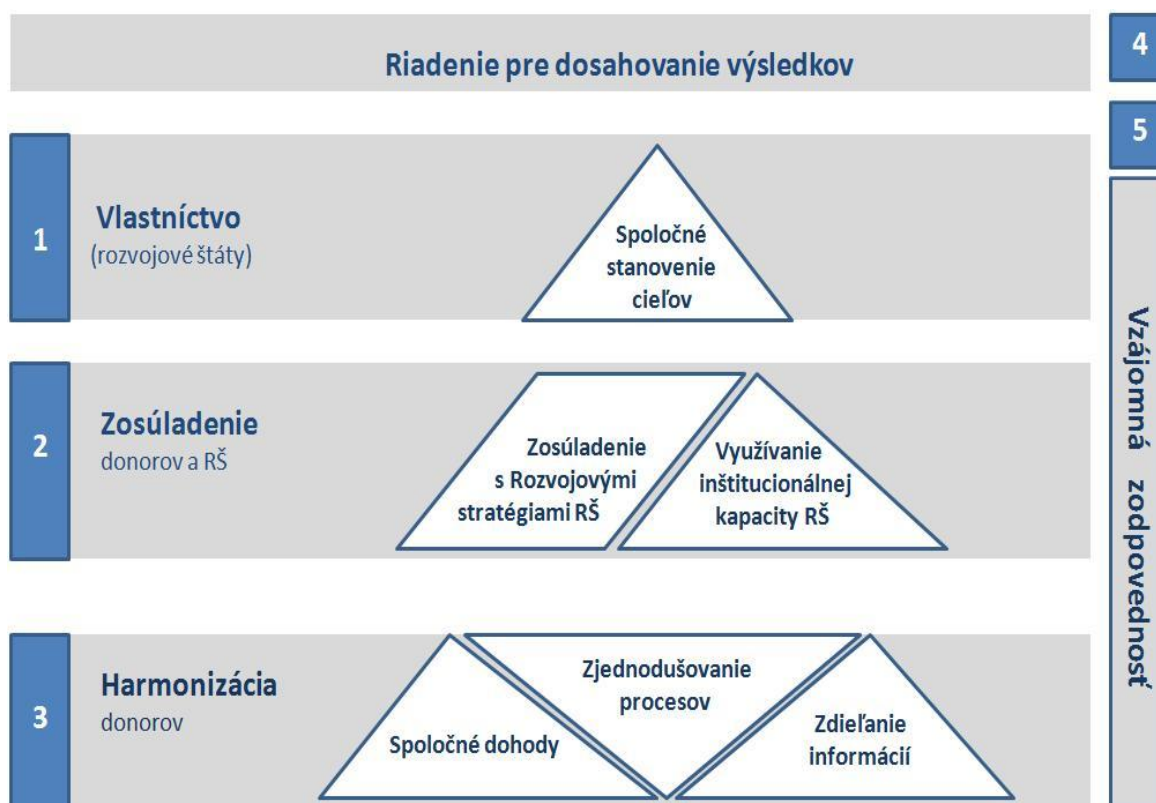 Riadenie pre dosahovanie výsledkov
4
5
1
Vlastníctvo
(rozvojové štáty)
Spoločné
stanovenie
cieľov
2
Zosúladenie
donorov a RŠ
Zosúladenie
s Rozvojovými
stratégiami RŠ
Využívanie
inštitucionálnej
kapacity RŠ
3
Harmonizácia
donorov
Spoločné dohody
Zjednodušovanie
procesov
Zdieľanie
informácií
Vzájomná zodpovednosť